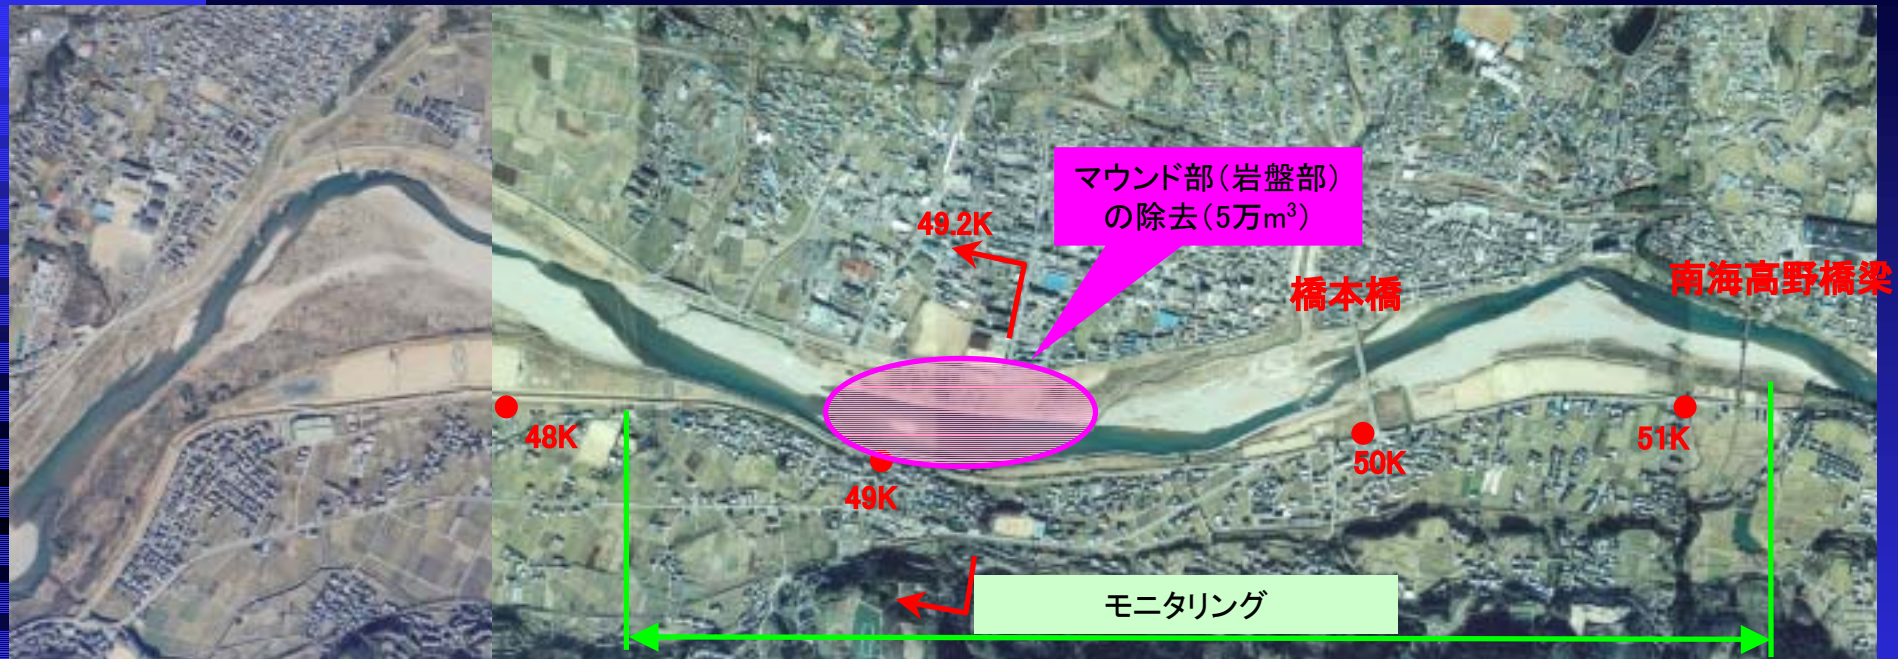 マウンド部(岩盤部)
の除去(5万m³)
49.2K
橋本橋
南海高野橋梁
48K
49K
50K
51K
モニタリング